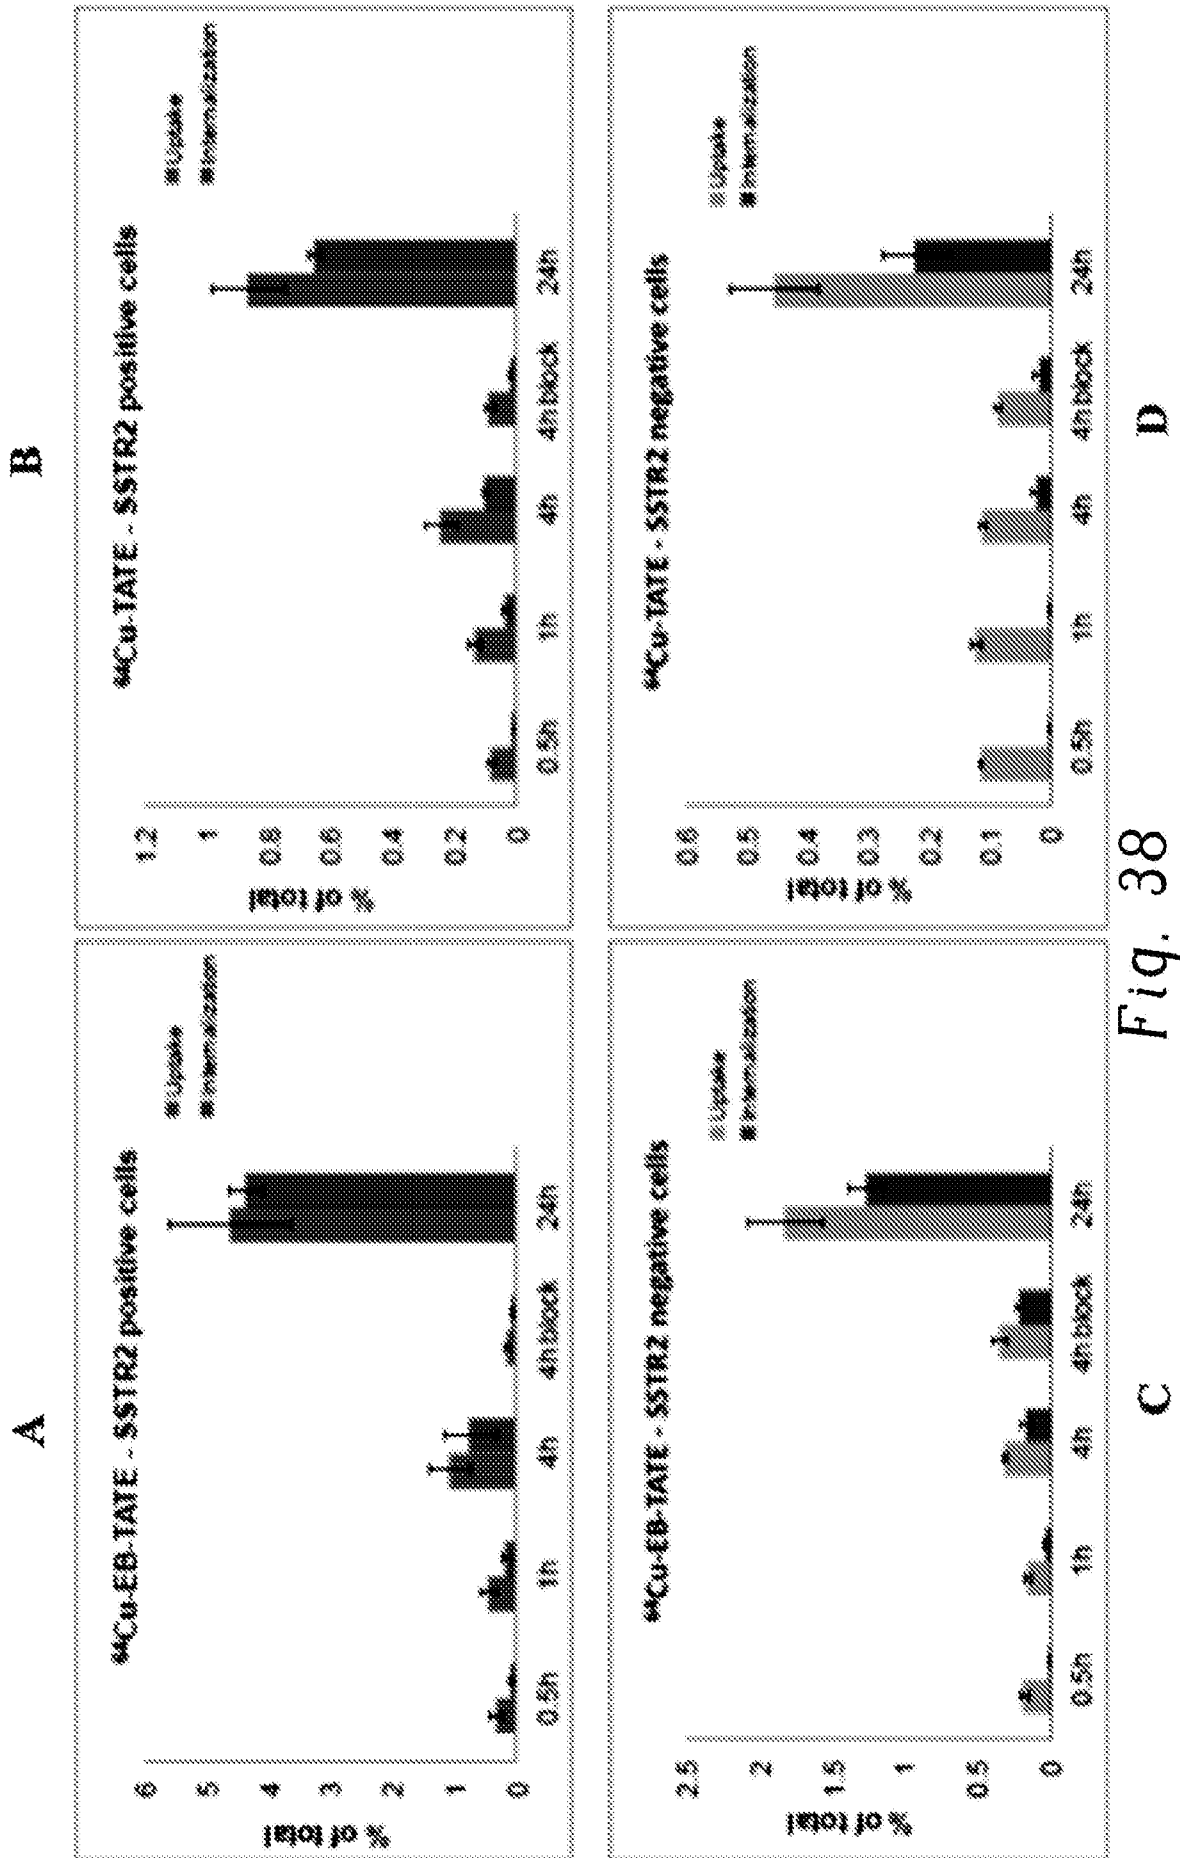 A
⁶⁴Cu-EB-TATE - SSTR2 positive cells
Uptake
Internalization
% of total
6
5
4
3
2
1
0
0.5h
1h
4h
4h block
24h
B
⁶⁴Cu-TATE - SSTR2 positive cells
Uptake
Internalization
% of total
1.2
1
0.8
0.6
0.4
0.2
0
0.5h
1h
4h
4h block
24h
⁶⁴Cu-EB-TATE - SSTR2 negative cells
Uptake
Internalization
% of total
2.5
2
1.5
1
0.5
0
0.5h
1h
4h
4h block
24h
C
⁶⁴Cu-TATE - SSTR2 negative cells
Uptake
Internalization
% of total
0.6
0.5
0.4
0.3
0.2
0.1
0
0.5h
1h
4h
4h block
24h
D
Fig. 38